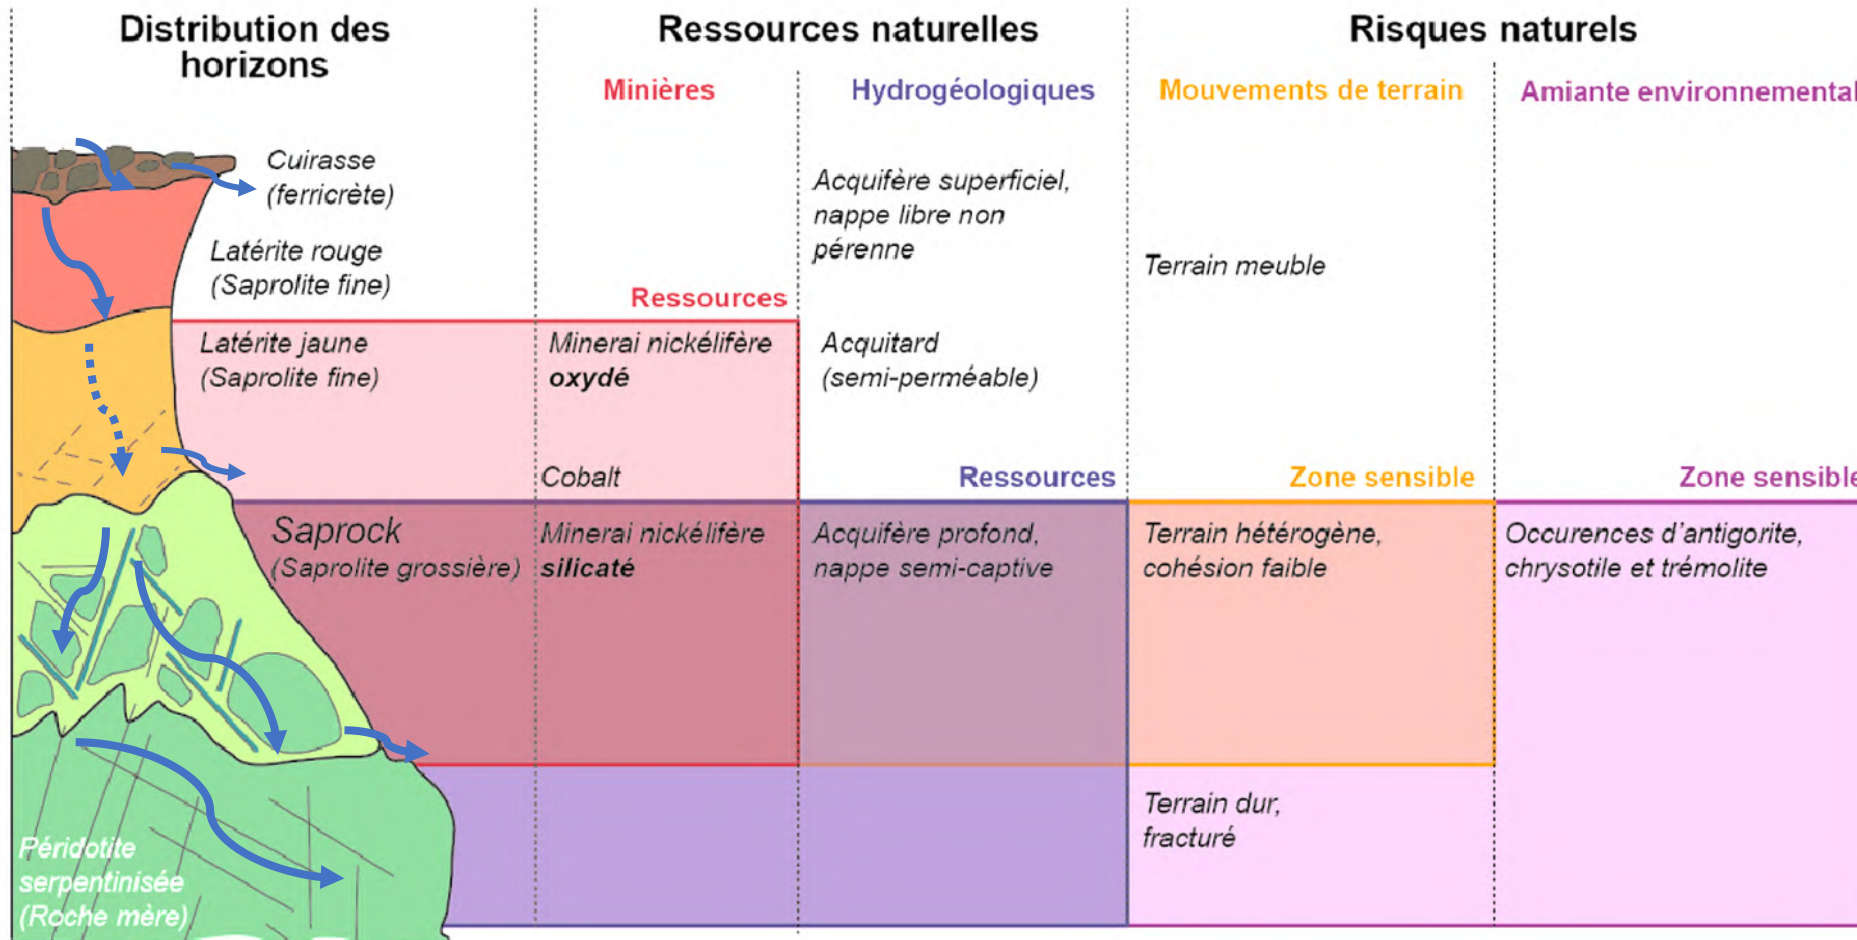 Distribution des
horizons
Ressources naturelles
Risques naturels
Minières
Hydrogéologiques
Mouvements de terrain
Amiante environnemental
Cuirasse
(ferricrète)
Acquifère superficiel,
nappe libre non
pérenne
Latérite rouge
(Saprolite fine)
Terrain meuble
Ressources
Latérite jaune
(Saprolite fine)
Minerai nickélifère
oxydé
Acquitard
(semi-perméable)
Cobalt
Ressources
Zone sensible
Zone sensible
Saprock
(Saprolite grossière)
Minerai nickélifère
silicaté
Acquifère profond,
nappe semi-captive
Terrain hétérogène,
cohésion faible
Occurences d'antigorite,
chrysotile et trémolite
Terrain dur,
fracturé
Péridotite
serpentinisée
(Roche mère)